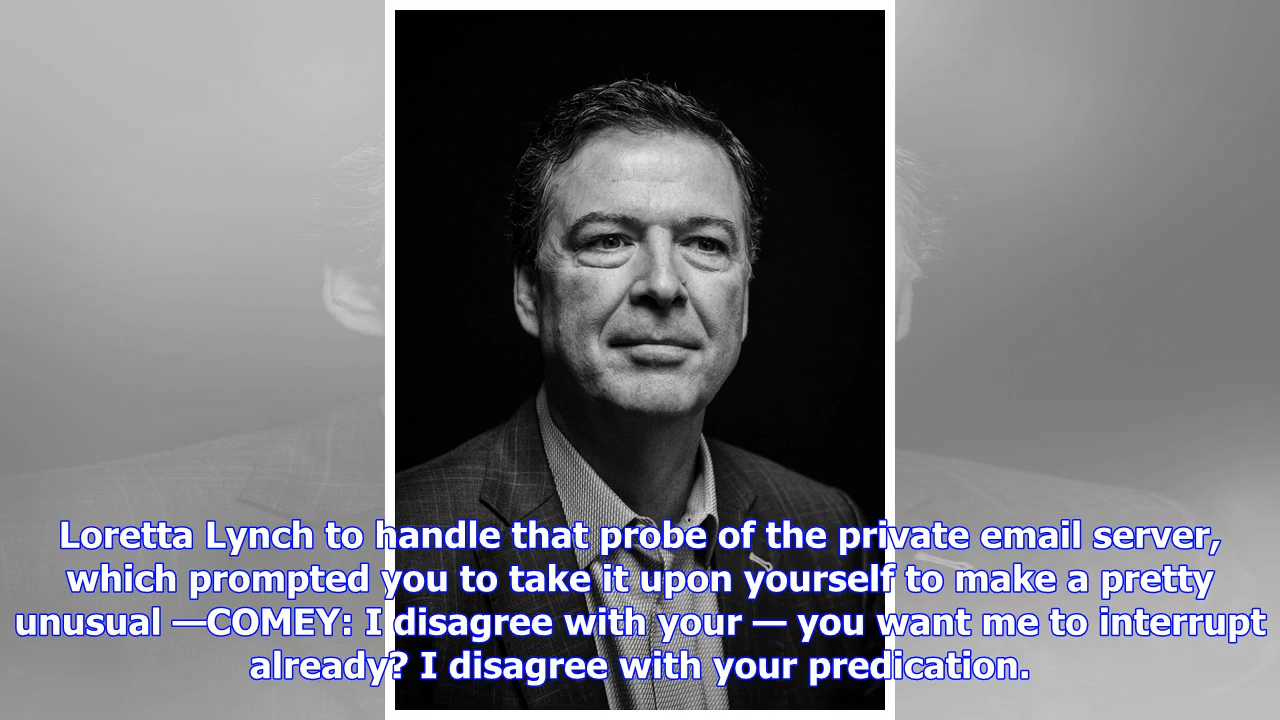 Loretta Lynch to handle that probe of the private email server,
which prompted you to take it upon yourself to make a pretty
unusual —COMEY: I disagree with your — you want me to interrupt
already? I disagree with your predication.